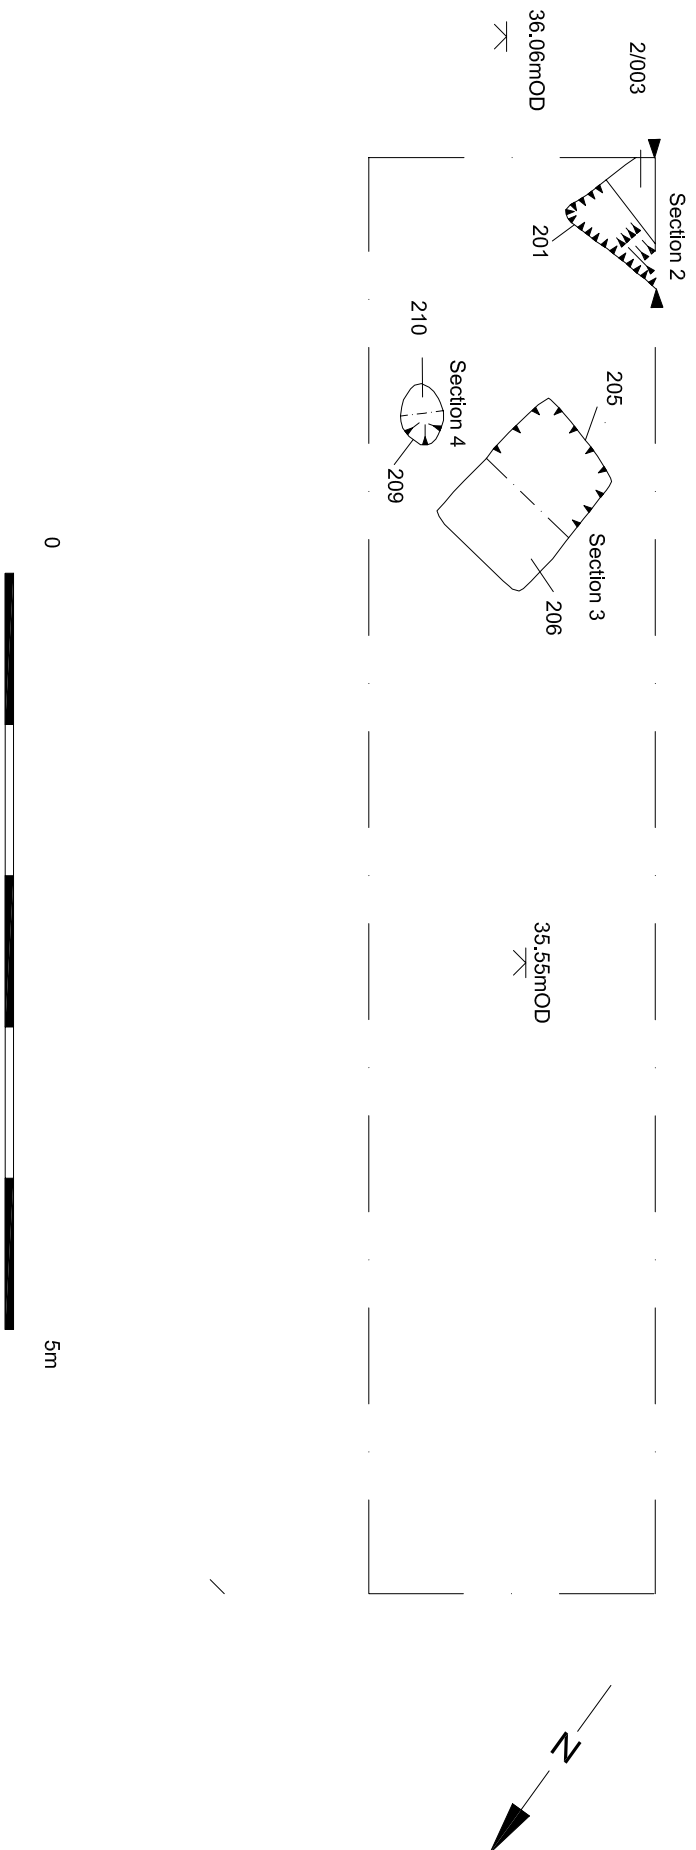 36.06mOD
2/003
Section 2
201
210
Section 4
209
205
Section 3
206
0
35.55mOD
5m
N